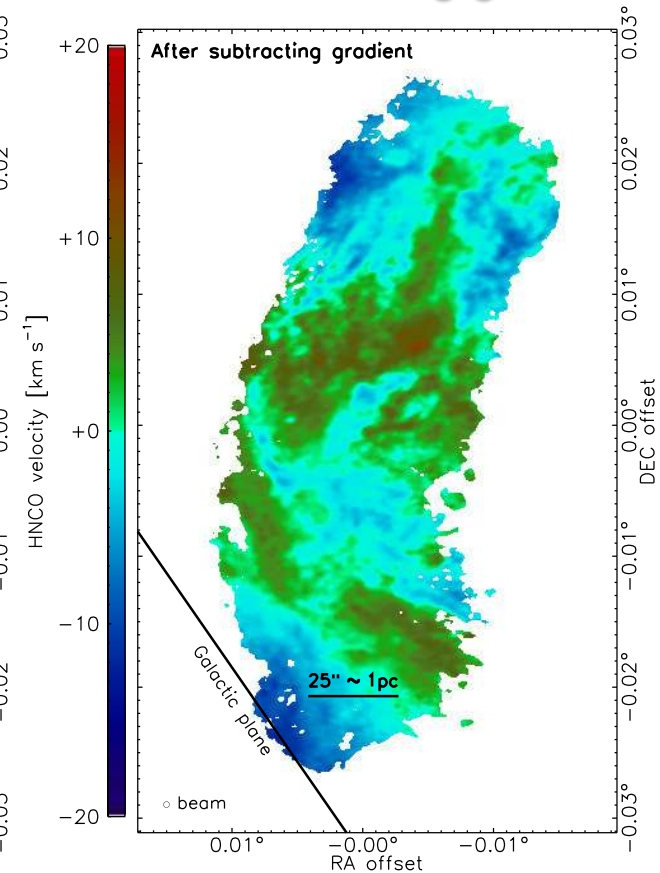 After subtracting gradient
+20
+10
+0
−10
−20
HNCO velocity [km s⁻¹]
0.03°
0.02°
0.01°
0.00°
−0.01°
−0.02°
−0.03°
DEC offset
25" ~ 1pc
Galactic plane
beam
0.01°
−0.00°
−0.01°
RA offset